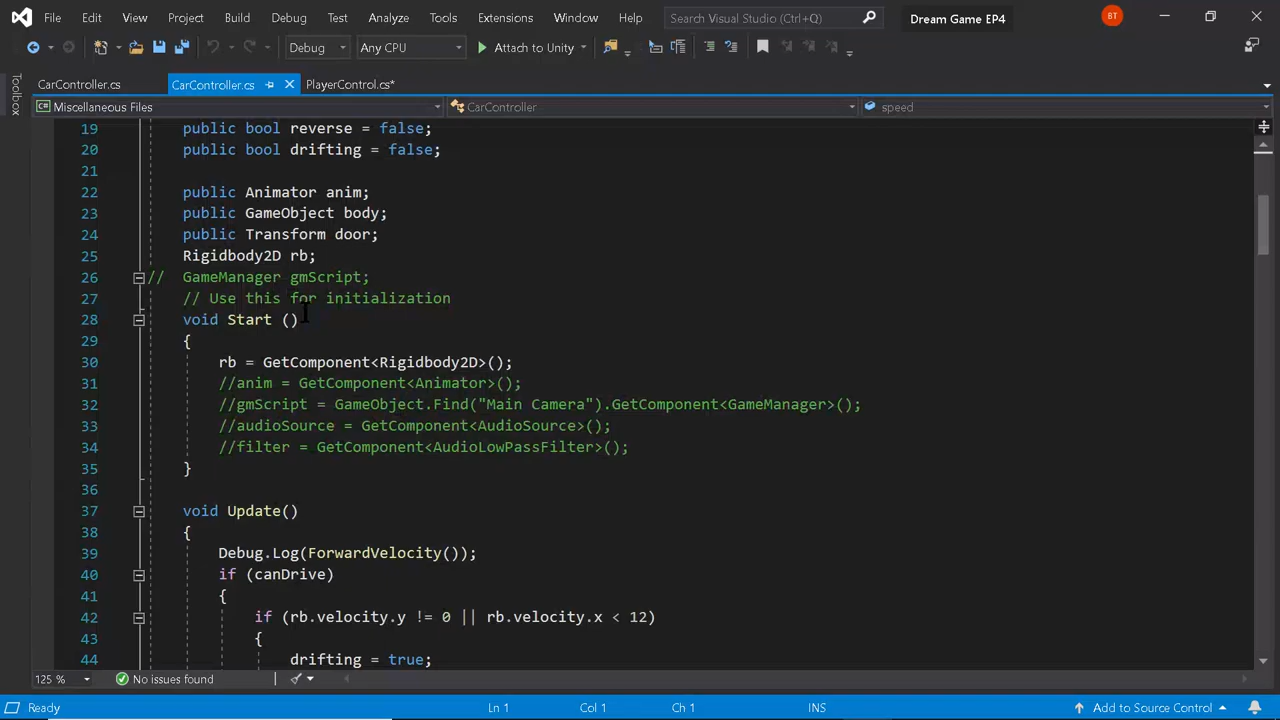 File Edit View Project Build Debug Test Analyze Tools Extensions Window Help Search Visual Studio (Ctrl+Q) Dream Game EP4 BT
Debug Any CPU Attach to Unity
CarController.cs CarController.cs PlayerControl.cs*
Toolbox
Miscellaneous Files CarController speed
19 public bool reverse = false;
20 public bool drifting = false;
21
22 public Animator anim;
23 public GameObject body;
24 public Transform door;
25 Rigidbody2D rb;
26 // GameManager gmScript;
27 // Use this for initialization
28 void Start ()
29 {
30 rb = GetComponent<Rigidbody2D>();
31 //anim = GetComponent<Animator>();
32 //gmScript = GameObject.Find("Main Camera").GetComponent<GameManager>();
33 //audioSource = GetComponent<AudioSource>();
34 //filter = GetComponent<AudioLowPassFilter>();
35 }
36
37 void Update()
38 {
39 Debug.Log(ForwardVelocity());
40 if (canDrive)
41 {
42 if (rb.velocity.y != 0 || rb.velocity.x < 12)
43 {
44 drifting = true;
125 % No issues found
Ready Ln 1 Col 1 Ch 1 INS Add to Source Control